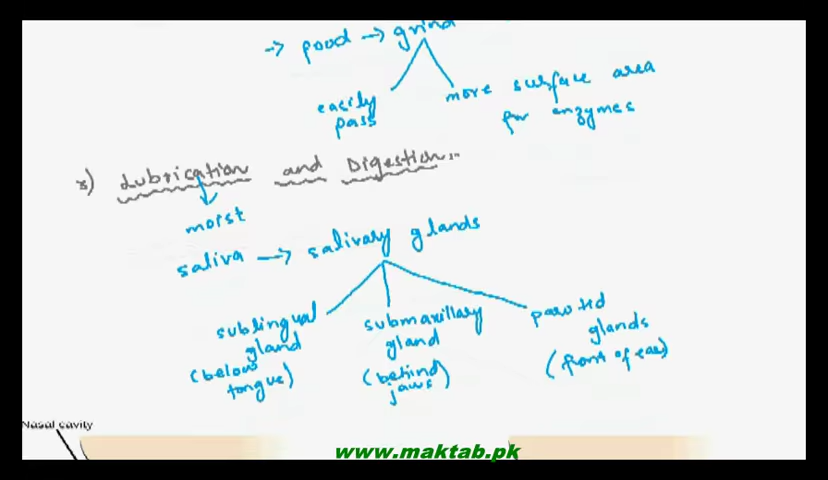 → food → grind
easily pass
more surface area for enzymes
3) Lubrication and Digestion:-
moist
saliva → salivary glands
sublingual gland (below tongue)
submaxillary gland (behind jaws)
parotid glands (front of ear)
Nasal cavity
www.maktab.pk